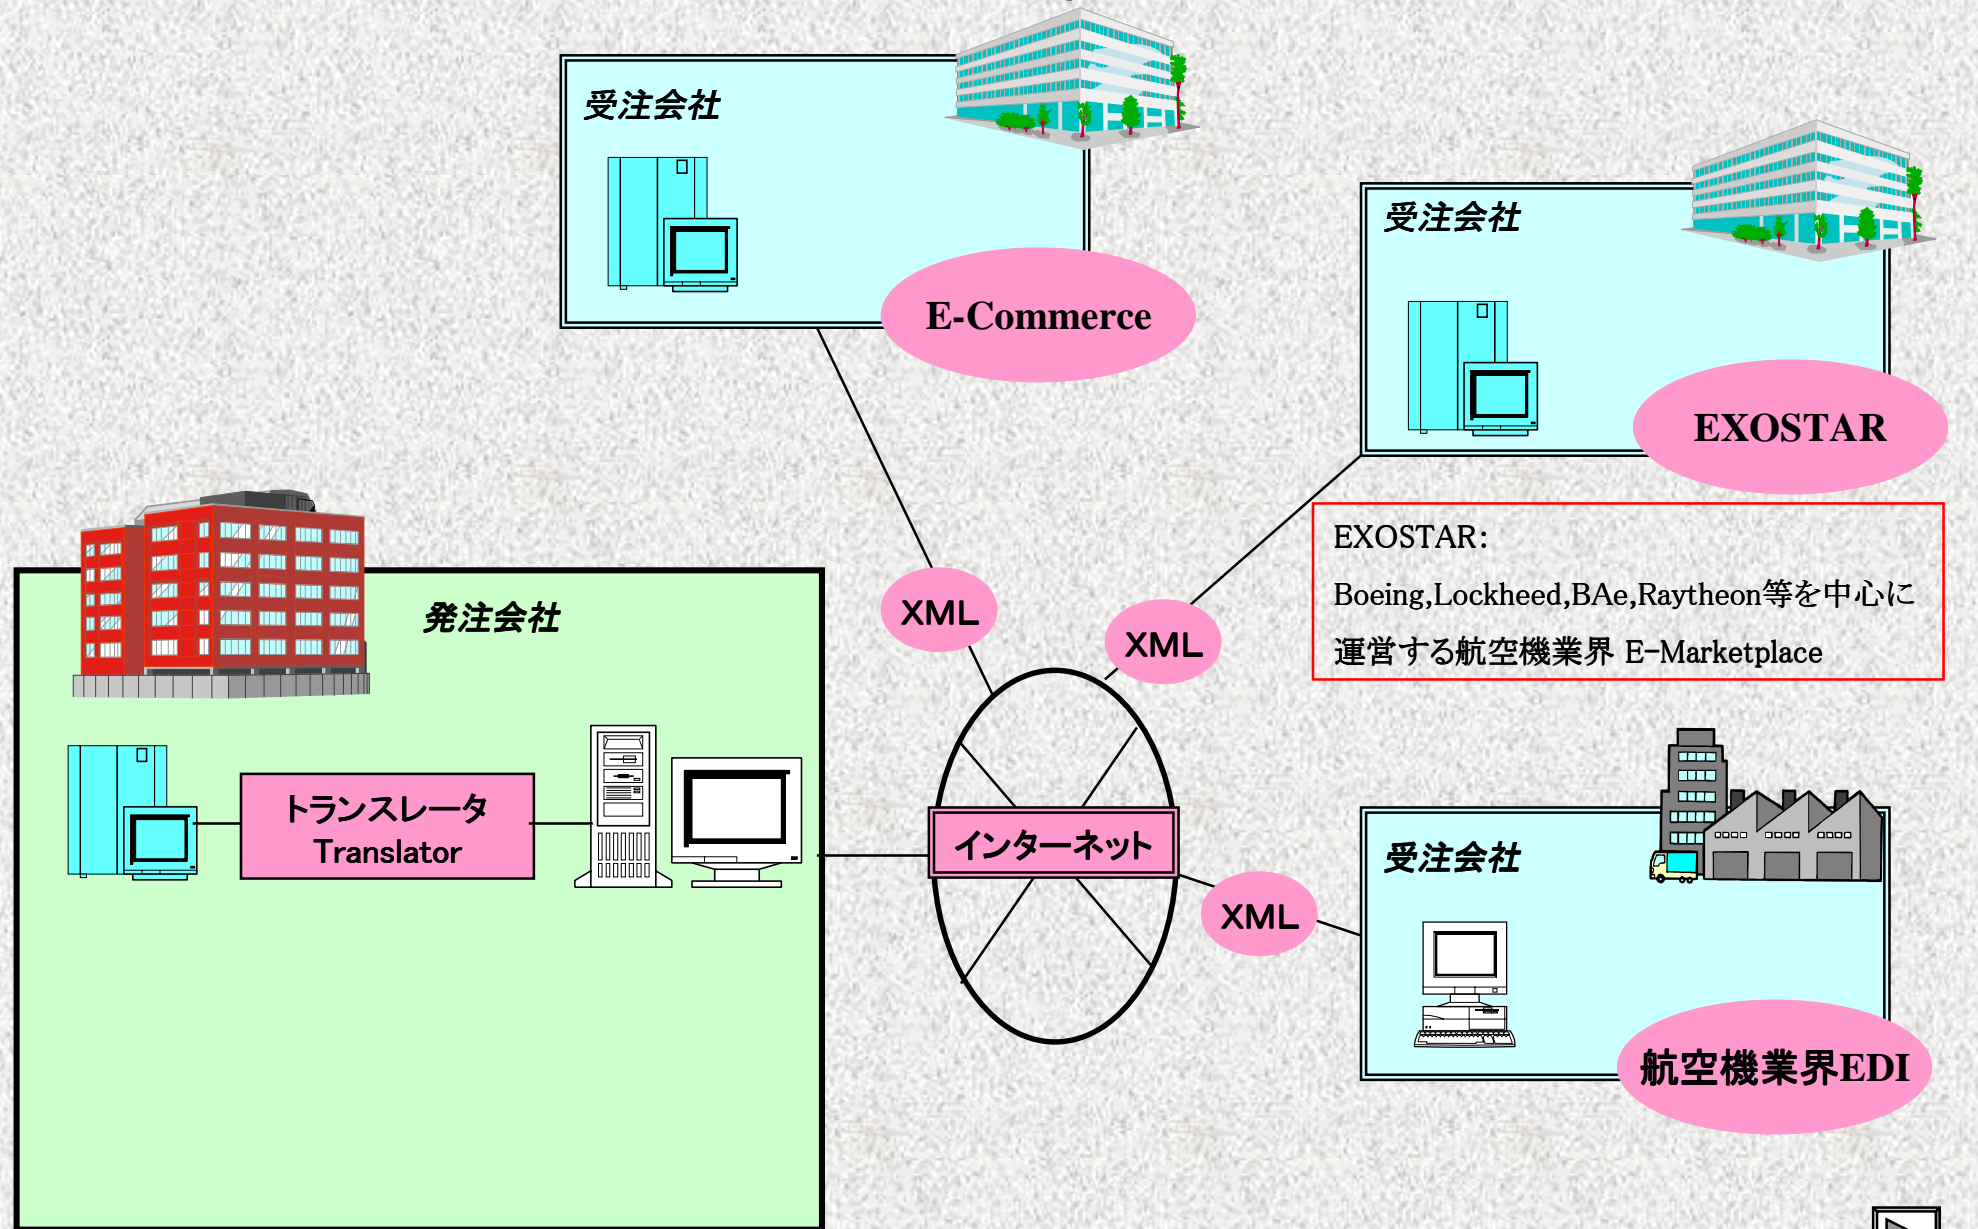 受注会社
E-Commerce
受注会社
EXOSTAR
EXOSTAR:
Boeing,Lockheed,BAe,Raytheon等を中心に
運営する航空機業界 E-Marketplace
発注会社
XML
XML
トランスレータ
Translator
インターネット
受注会社
XML
航空機業界EDI